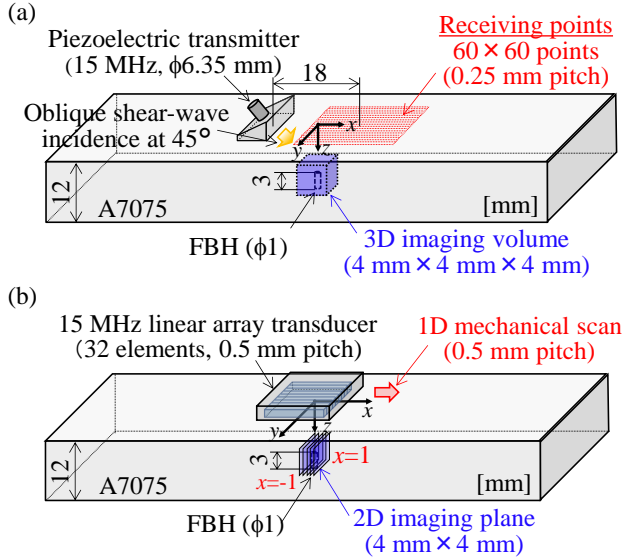 (a)
Piezoelectric transmitter
(15 MHz, ϕ6.35 mm)
18
Receiving points
60×60 points
(0.25 mm pitch)
Oblique shear-wave
incidence at 45°
x
y
z
3
12
A7075
[mm]
FBH (ϕ1)
3D imaging volume
(4 mm×4 mm×4 mm)
(b)
15 MHz linear array transducer
(32 elements, 0.5 mm pitch)
1D mechanical scan
(0.5 mm pitch)
x
y
z
3
x=1
12
A7075
x=-1
[mm]
FBH (ϕ1)
2D imaging plane
(4 mm×4 mm)